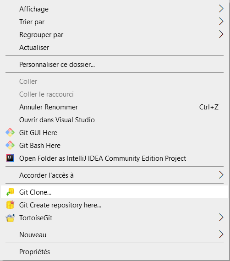 Affichage
Trier par
Regrouper par
Actualiser
Personnaliser ce dossier...
Coller
Coller le raccourci
Annuler Renommer Ctrl+Z
Ouvrir dans Visual Studio
Git GUI Here
Git Bash Here
Open Folder as IntelliJ IDEA Community Edition Project
Accorder l'accès à
Git Clone...
Git Create repository here...
TortoiseGit
Nouveau
Propriétés